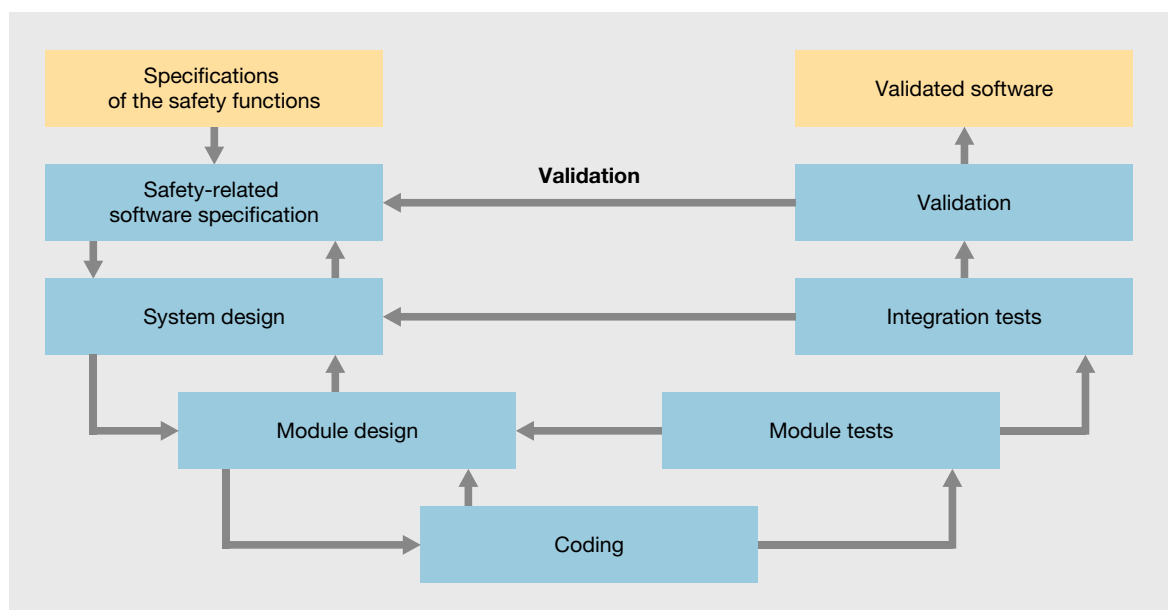 Specifications
of the safety functions
Validated software
Safety-related
software specification
Validation
Validation
System design
Integration tests
Module design
Module tests
Coding